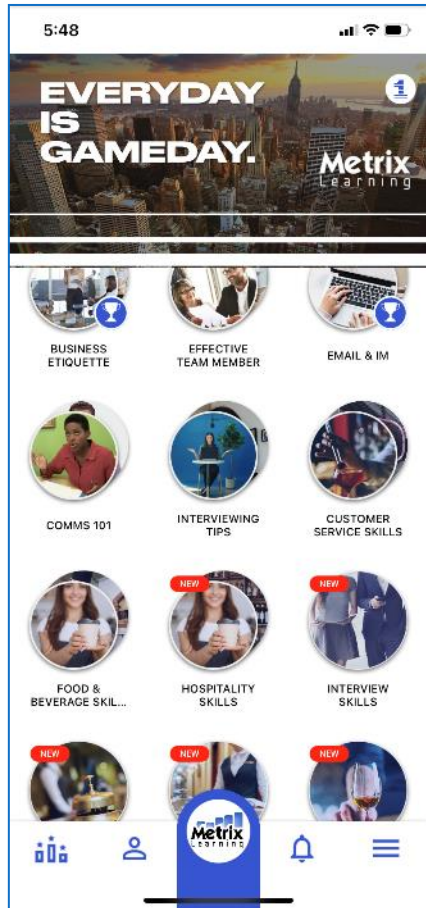 5:48
EVERYDAY
IS
GAMEDAY.
1
Metrix
Learning
BUSINESS
ETIQUETTE
EFFECTIVE
TEAM MEMBER
EMAIL & IM
COMMS 101
INTERVIEWING
TIPS
CUSTOMER
SERVICE SKILLS
FOOD &
BEVERAGE SKIL...
NEW
HOSPITALITY
SKILLS
NEW
INTERVIEW
SKILLS
NEW
NEW
NEW
Metrix
Learning